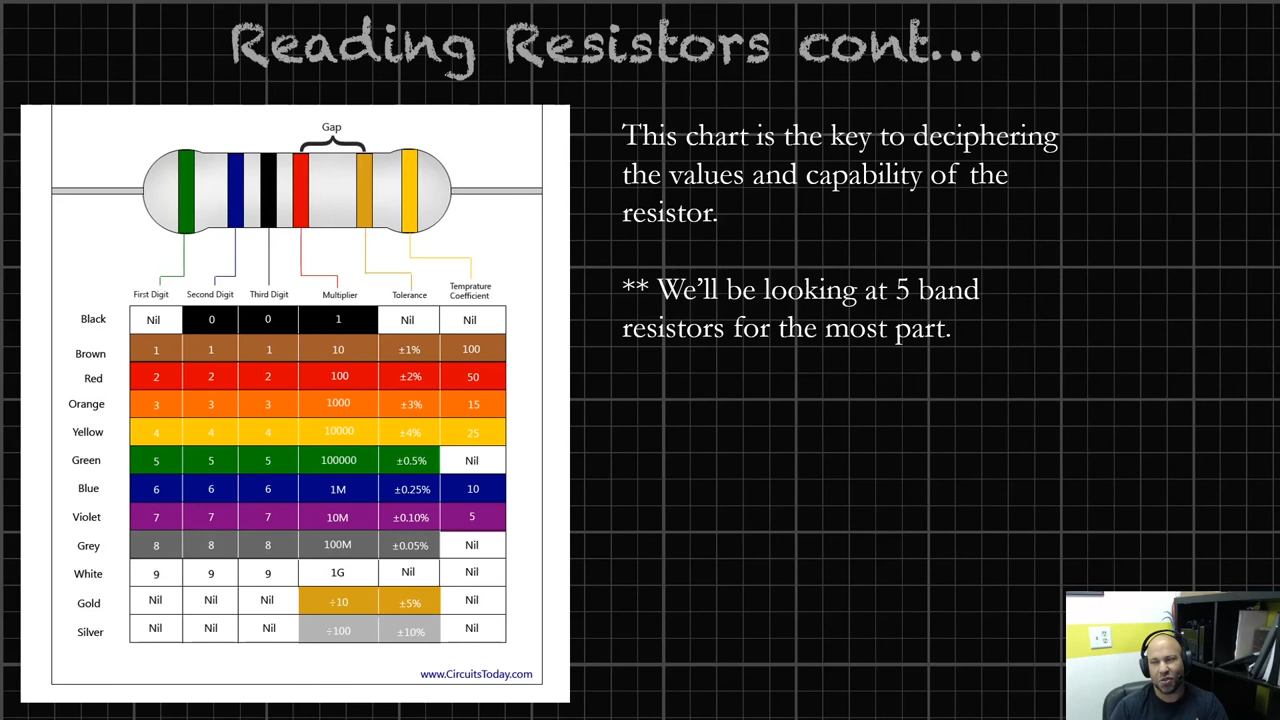 Reading Resistors cont...
Gap
First Digit Second Digit Third Digit Multiplier Tolerance Temprature Coefficient
Black Nil 0 0 1 Nil Nil
Brown 1 1 1 10 ±1% 100
Red 2 2 2 100 ±2% 50
Orange 3 3 3 1000 ±3% 15
Yellow 4 4 4 10000 ±4% 25
Green 5 5 5 100000 ±0.5% Nil
Blue 6 6 6 1M ±0.25% 10
Violet 7 7 7 10M ±0.10% 5
Grey 8 8 8 100M ±0.05% Nil
White 9 9 9 1G Nil Nil
Gold Nil Nil Nil ÷10 ±5% Nil
Silver Nil Nil Nil ÷100 ±10% Nil
www.CircuitsToday.com
This chart is the key to deciphering
the values and capability of the
resistor.
** We’ll be looking at 5 band
resistors for the most part.